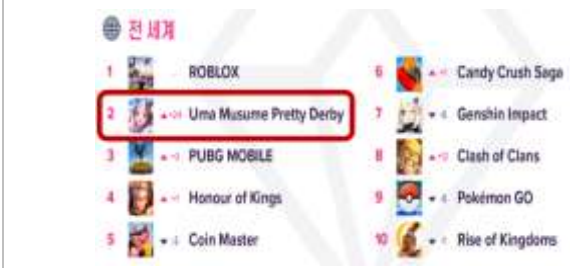 전 세계
1 ROBLOX
2 Uma Musume Pretty Derby
3 PUBG MOBILE
4 Honour of Kings
5 Coin Master
6 Candy Crush Saga
7 Genshin Impact
8 Clash of Clans
9 Pokémon GO
10 Rise of Kingdoms